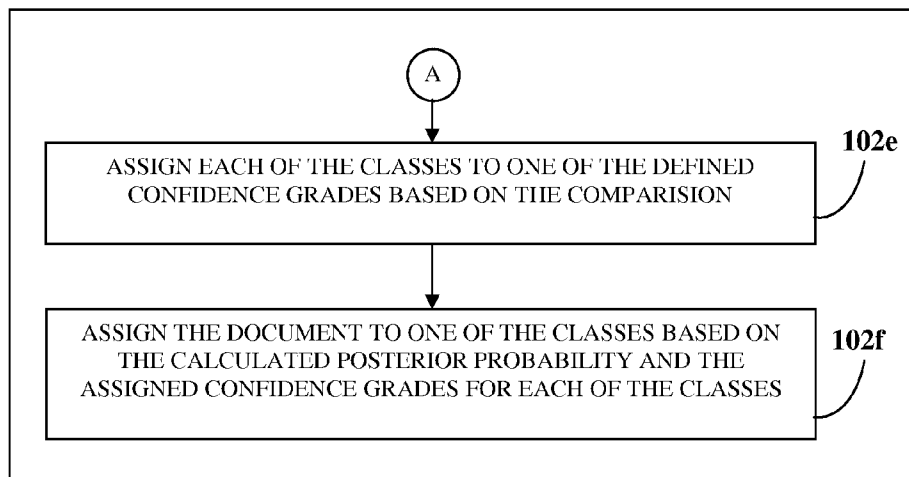 A
ASSIGN EACH OF THE CLASSES TO ONE OF THE DEFINED
CONFIDENCE GRADES BASED ON THE COMPARISION
102e
ASSIGN THE DOCUMENT TO ONE OF THE CLASSES BASED ON
THE CALCULATED POSTERIOR PROBABILITY AND THE
ASSIGNED CONFIDENCE GRADES FOR EACH OF THE CLASSES
102f